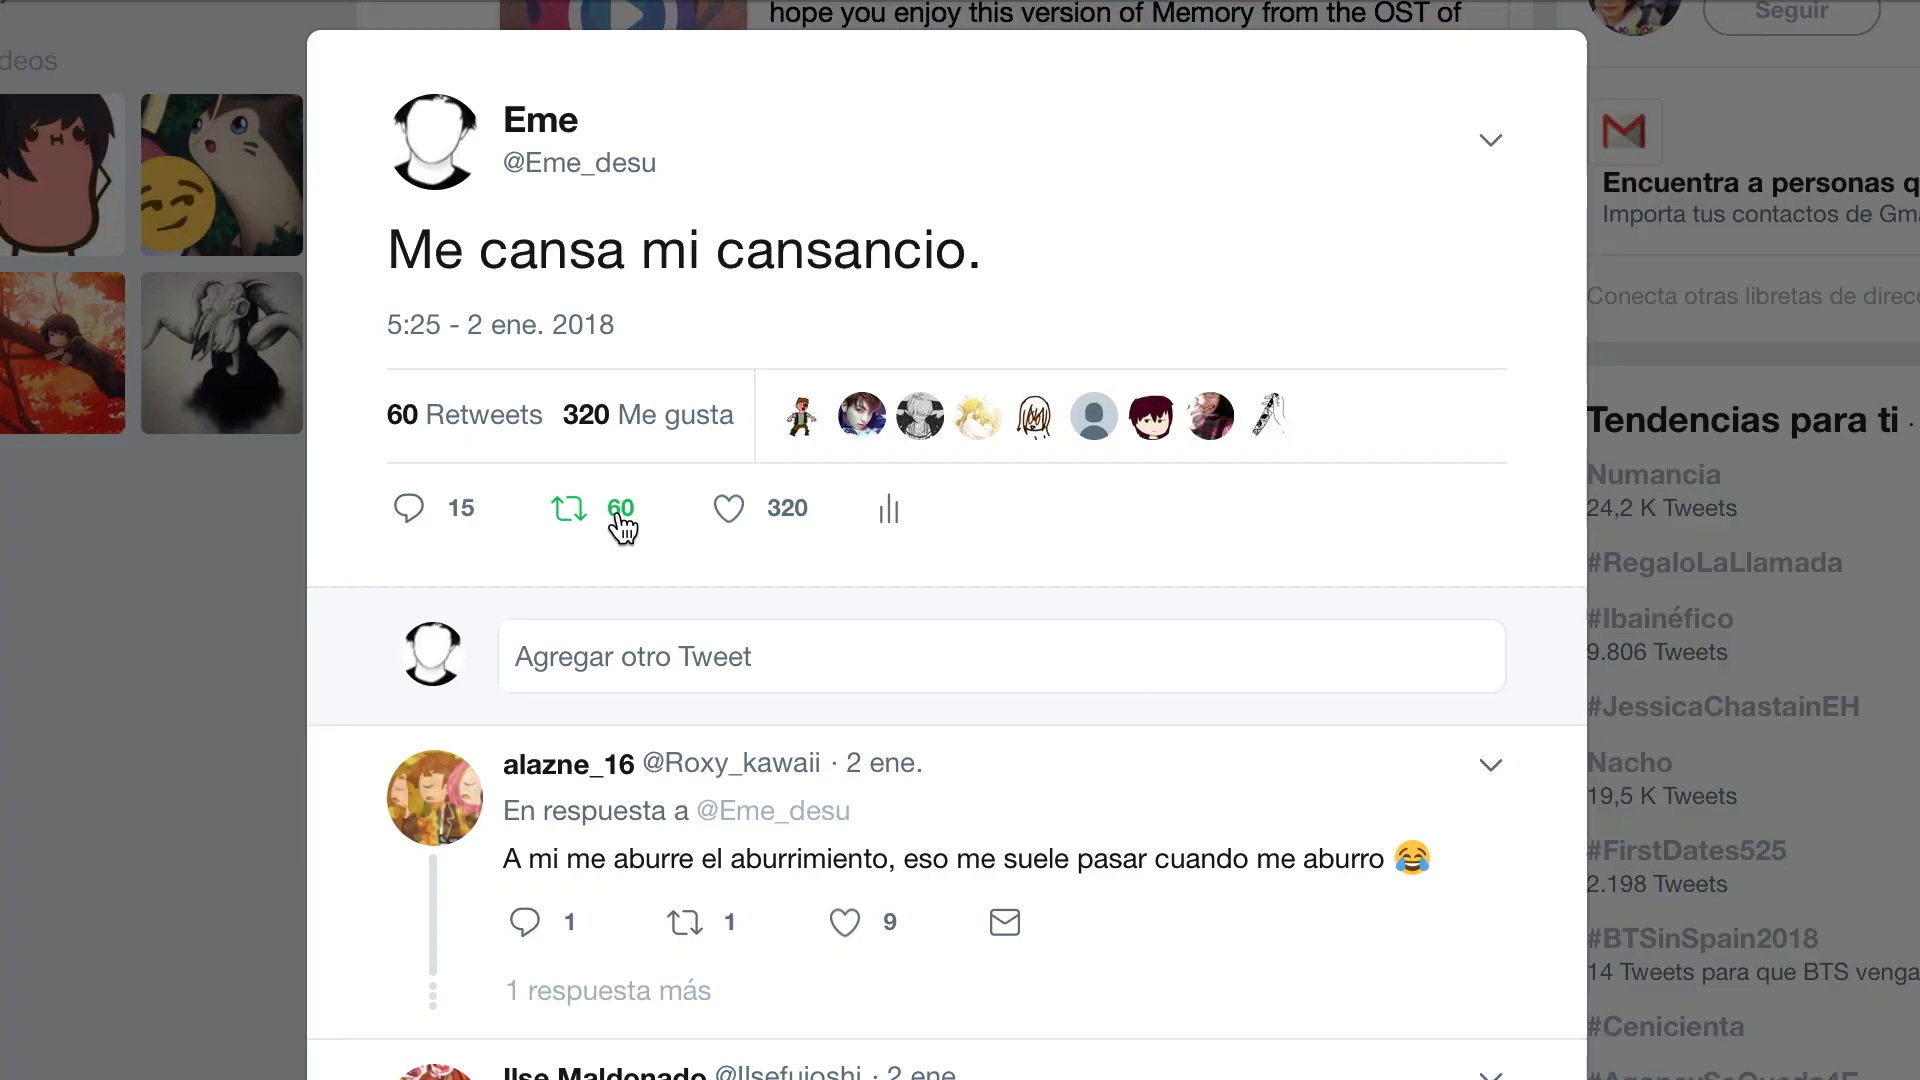 hope you enjoy this version of Memory from the OST of
Seguir
deos
Eme
@Eme_desu
Me cansa mi cansancio.
5:25 - 2 ene. 2018
60 Retweets 320 Me gusta
15 60 320
Agregar otro Tweet
alazne_16 @Roxy_kawaii · 2 ene.
En respuesta a @Eme_desu
A mi me aburre el aburrimiento, eso me suele pasar cuando me aburro 😂
1 1 9
1 respuesta más
Ilse Maldonado @Ilsefujoshi · 2 ene.
Encuentra a personas q
Importa tus contactos de Gma
Conecta otras libretas de direcc
Tendencias para ti ·
Numancia
24,2 K Tweets
#RegaloLaLlamada
#Ibainéfico
9.806 Tweets
#JessicaChastainEH
Nacho
19,5 K Tweets
#FirstDates525
2.198 Tweets
#BTSinSpain2018
14 Tweets para que BTS venga
#Cenicienta